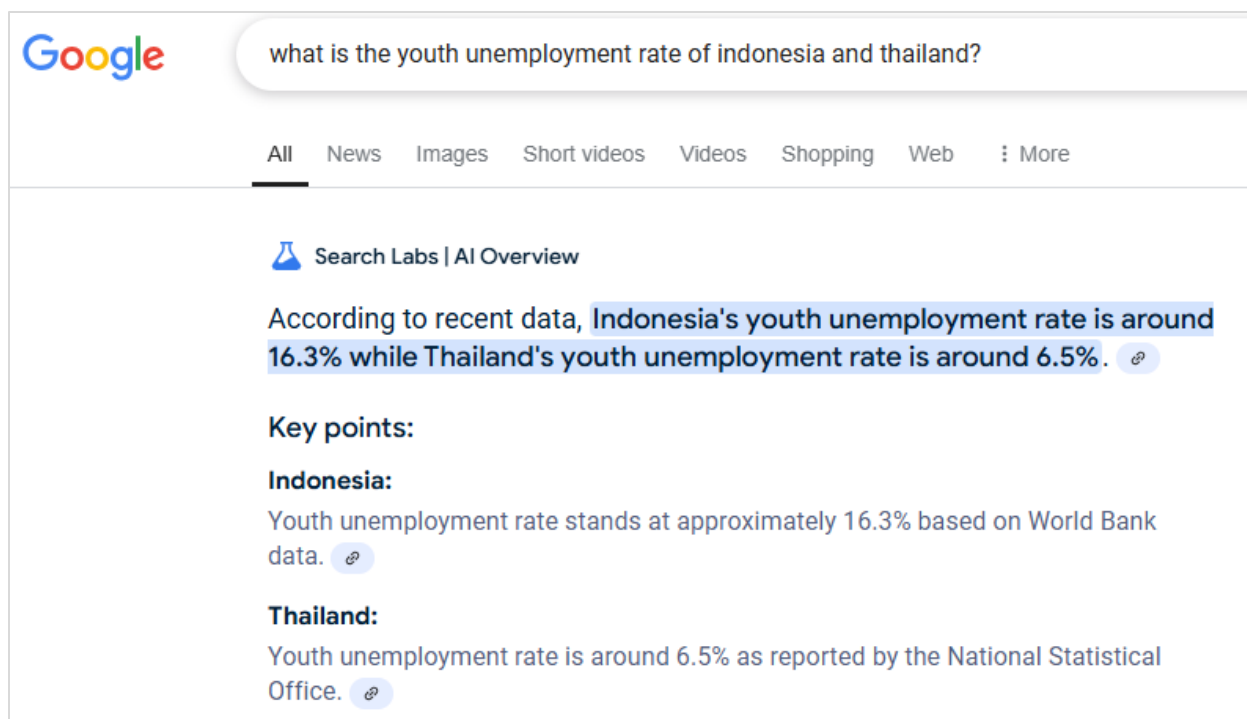 Google
what is the youth unemployment rate of indonesia and thailand?
All News Images Short videos Videos Shopping Web More
Search Labs | AI Overview
According to recent data, Indonesia's youth unemployment rate is around
16.3% while Thailand's youth unemployment rate is around 6.5%.
Key points:
Indonesia:
Youth unemployment rate stands at approximately 16.3% based on World Bank
data.
Thailand:
Youth unemployment rate is around 6.5% as reported by the National Statistical
Office.